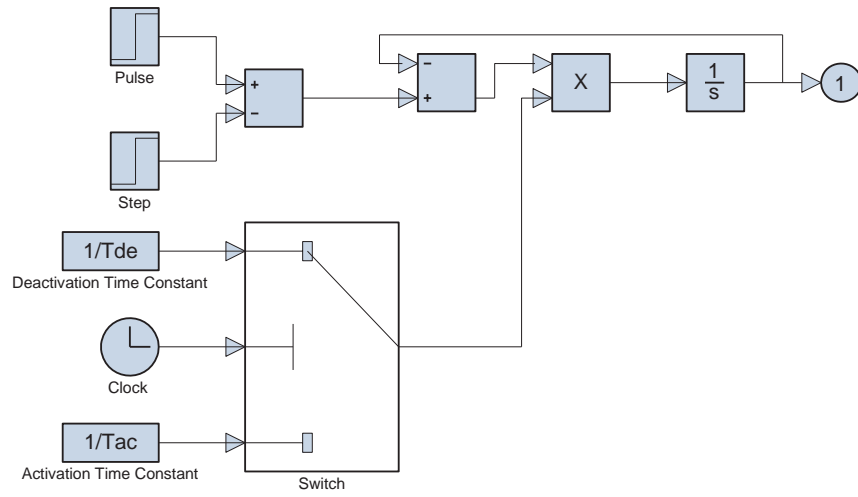 Pulse
+
−
−
+
X
1
s
1
Step
1/Tde
Deactivation Time Constant
Clock
1/Tac
Activation Time Constant
Switch